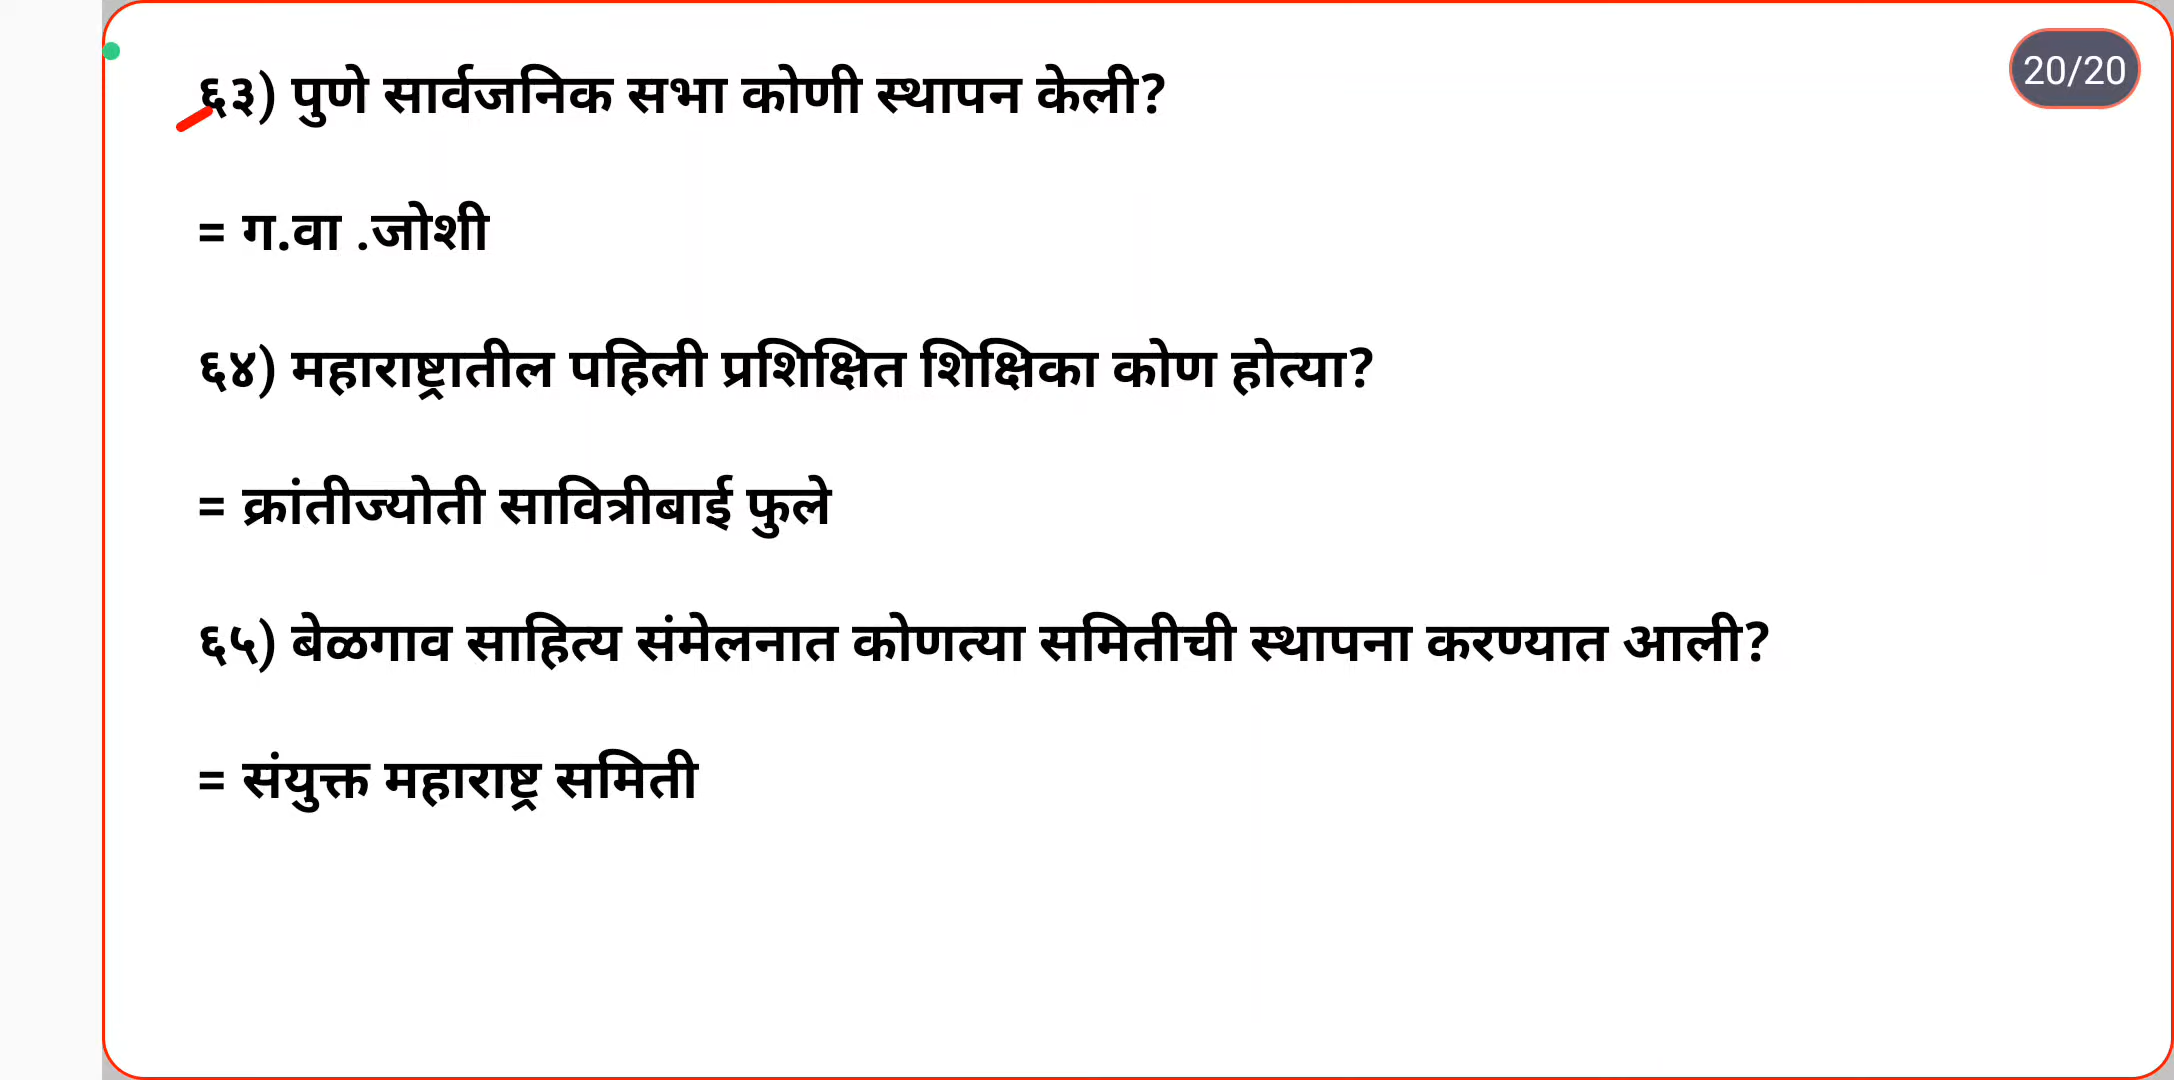 ६३) पुणे सार्वजनिक सभा कोणी स्थापन केली?
20/20
= ग.वा .जोशी
६४) महाराष्ट्रातील पहिली प्रशिक्षित शिक्षिका कोण होत्या?
= क्रांतीज्योती सावित्रीबाई फुले
६५) बेळगाव साहित्य संमेलनात कोणत्या समितीची स्थापना करण्यात आली?
= संयुक्त महाराष्ट्र समिती